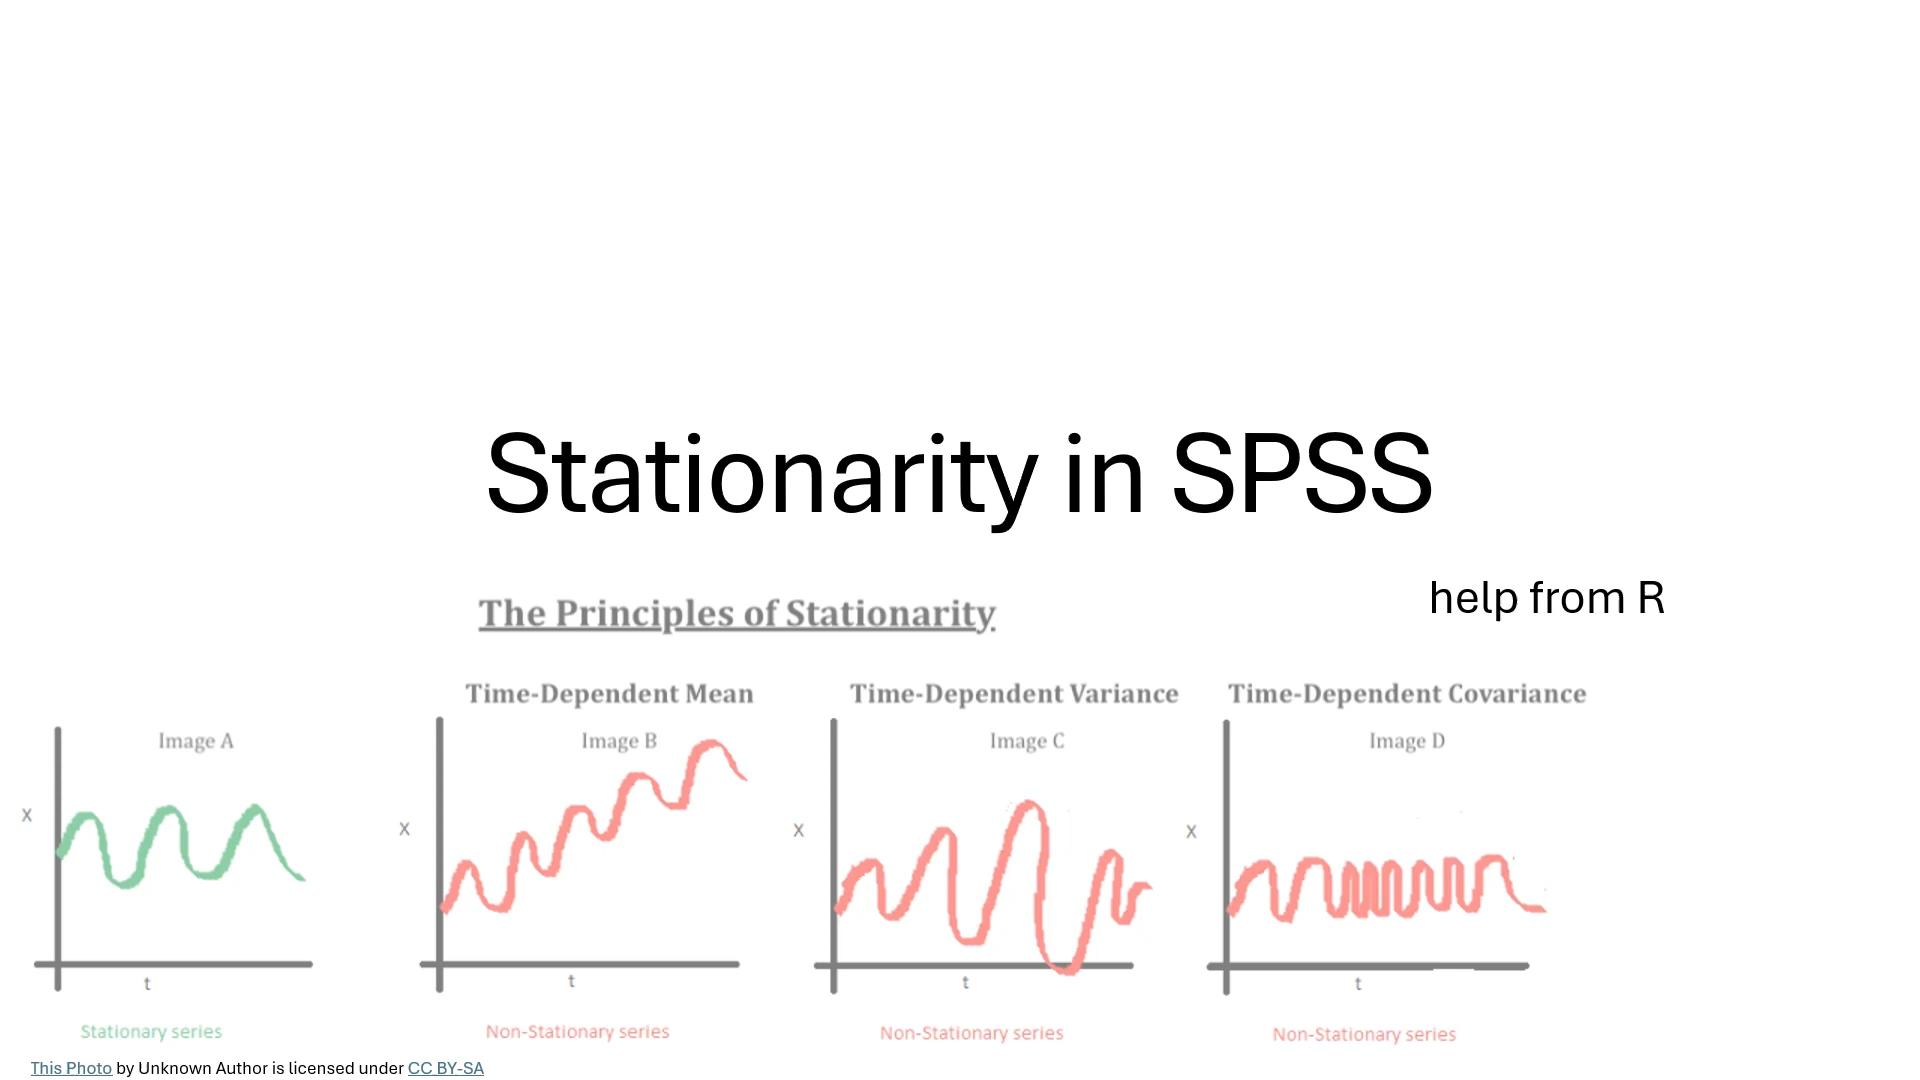 Stationarity in SPSS
help from R
The Principles of Stationarity
Time-Dependent Mean
Time-Dependent Variance
Time-Dependent Covariance
Image A
Image B
Image C
Image D
X
X
X
X
t
t
t
t
Stationary series
Non-Stationary series
Non-Stationary series
Non-Stationary series
This Photo by Unknown Author is licensed under CC BY-SA